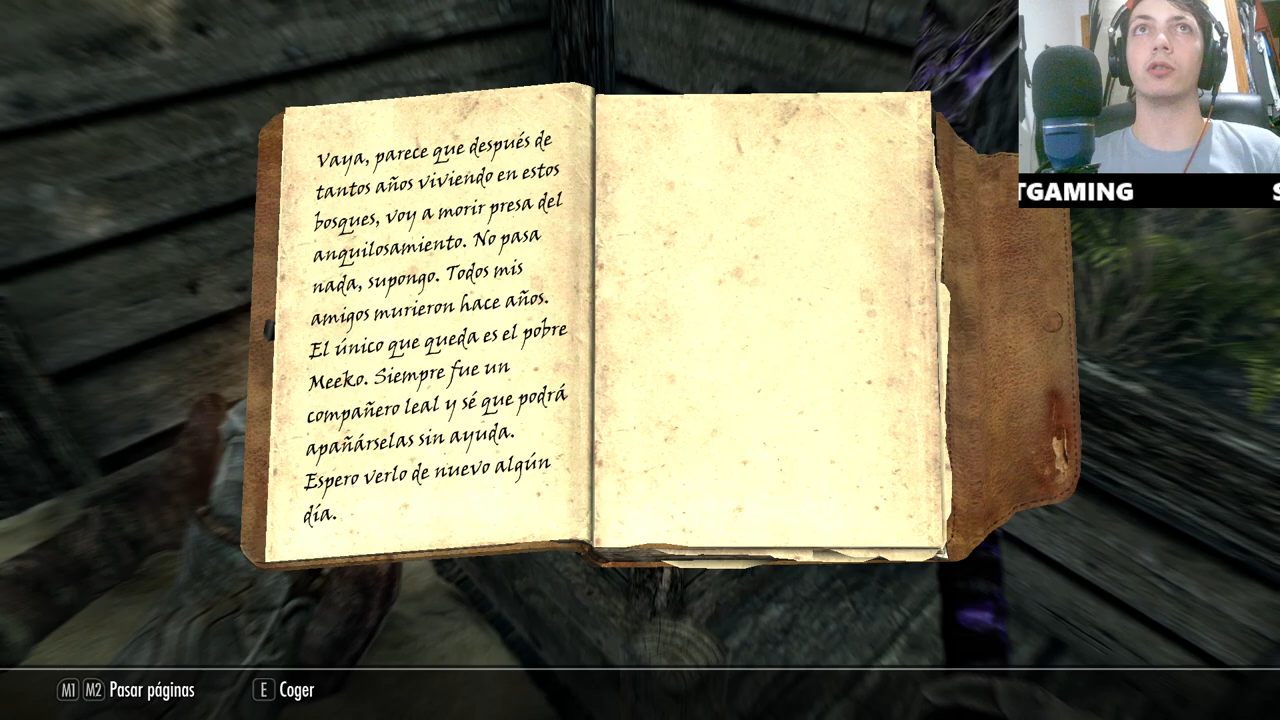 Vaya, parece que después de
tantos años viviendo en estos
bosques, voy a morir presa del
anquilosamiento. No pasa
nada, supongo. Todos mis
amigos murieron hace años.
El único que queda es el pobre
Meeko. Siempre fue un
compañero leal y sé que podrá
apañárselas sin ayuda.
Espero verlo de nuevo algún
día.
TGAMING S
M1 M2 Pasar páginas
E Coger